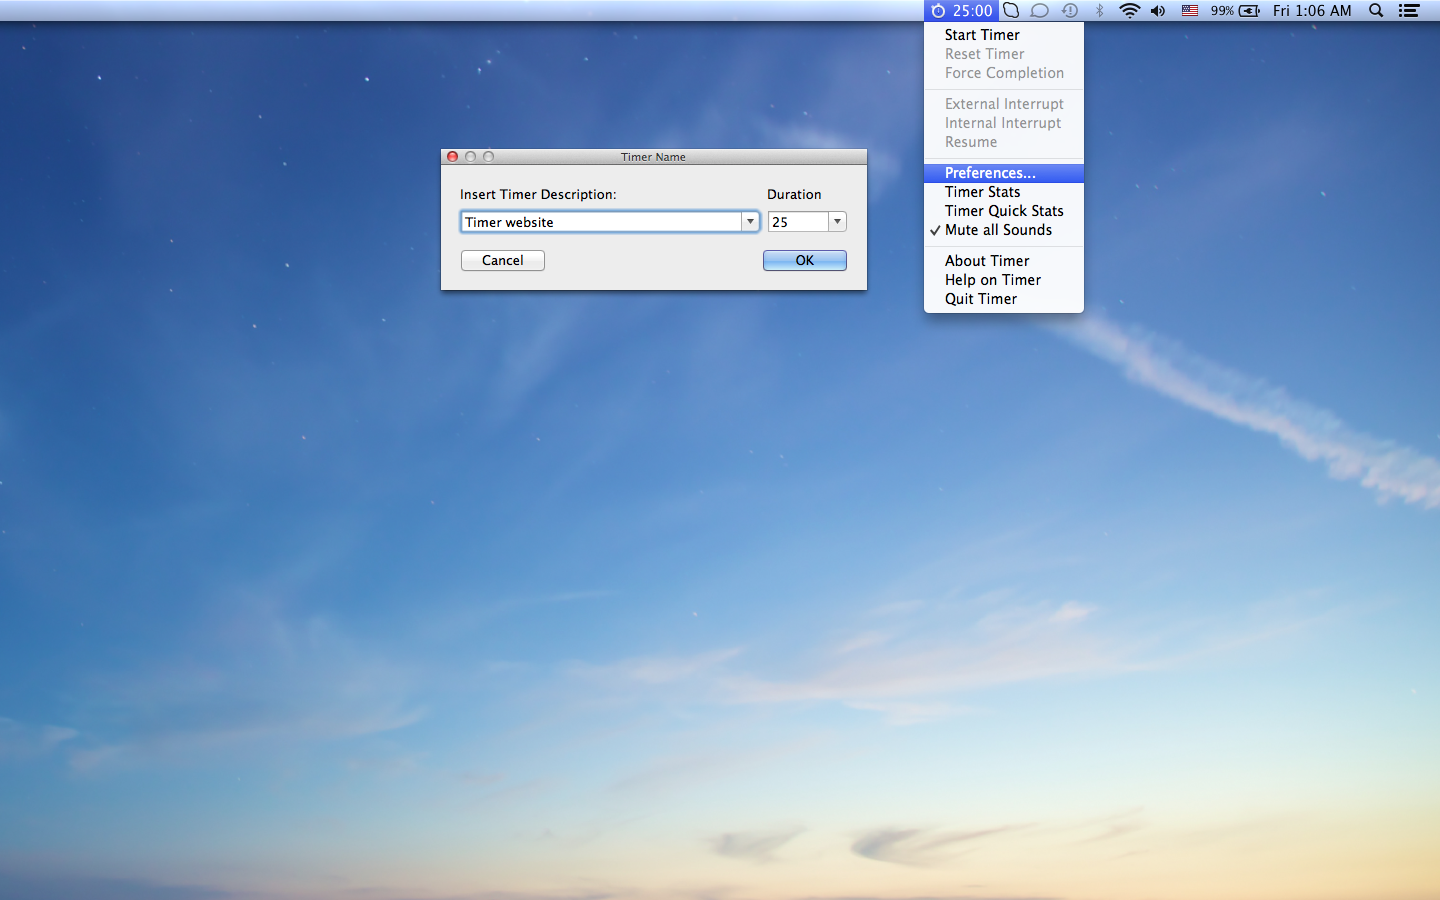 25:00
99%
Fri 1:06 AM
Start Timer
Reset Timer
Force Completion
External Interrupt
Internal Interrupt
Resume
Preferences...
Timer Stats
Timer Quick Stats
Mute all Sounds
About Timer
Help on Timer
Quit Timer
Timer Name
Insert Timer Description:
Duration
Timer website
25
Cancel
OK